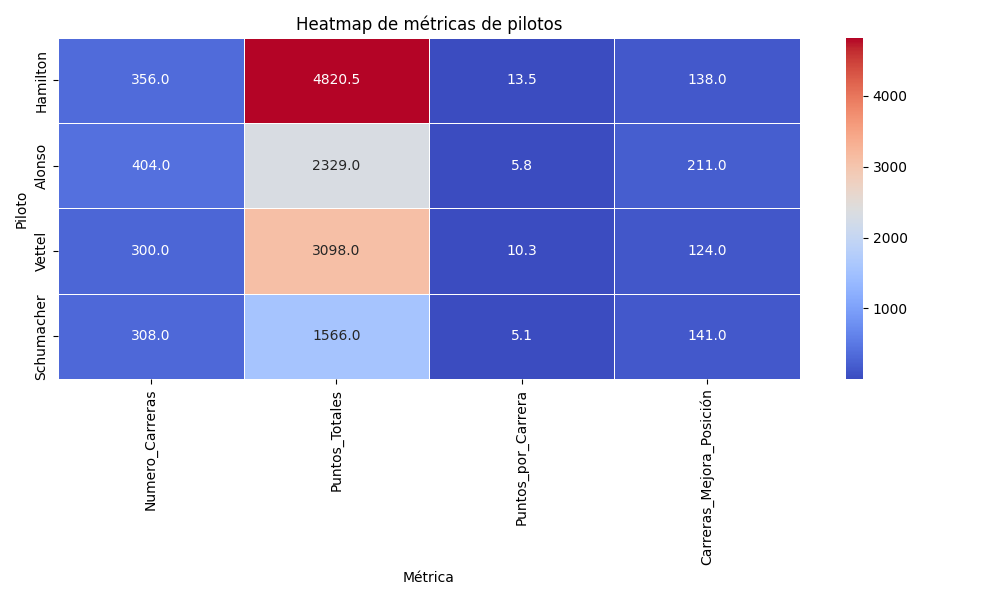 Heatmap de métricas de pilotos
Piloto
Hamilton
356.0 4820.5 13.5 138.0
Alonso
404.0 2329.0 5.8 211.0
Vettel
300.0 3098.0 10.3 124.0
Schumacher
308.0 1566.0 5.1 141.0
Numero_Carreras
Puntos_Totales
Puntos_por_Carrera
Carreras_Mejora_Posición
Métrica
4000
3000
2000
1000